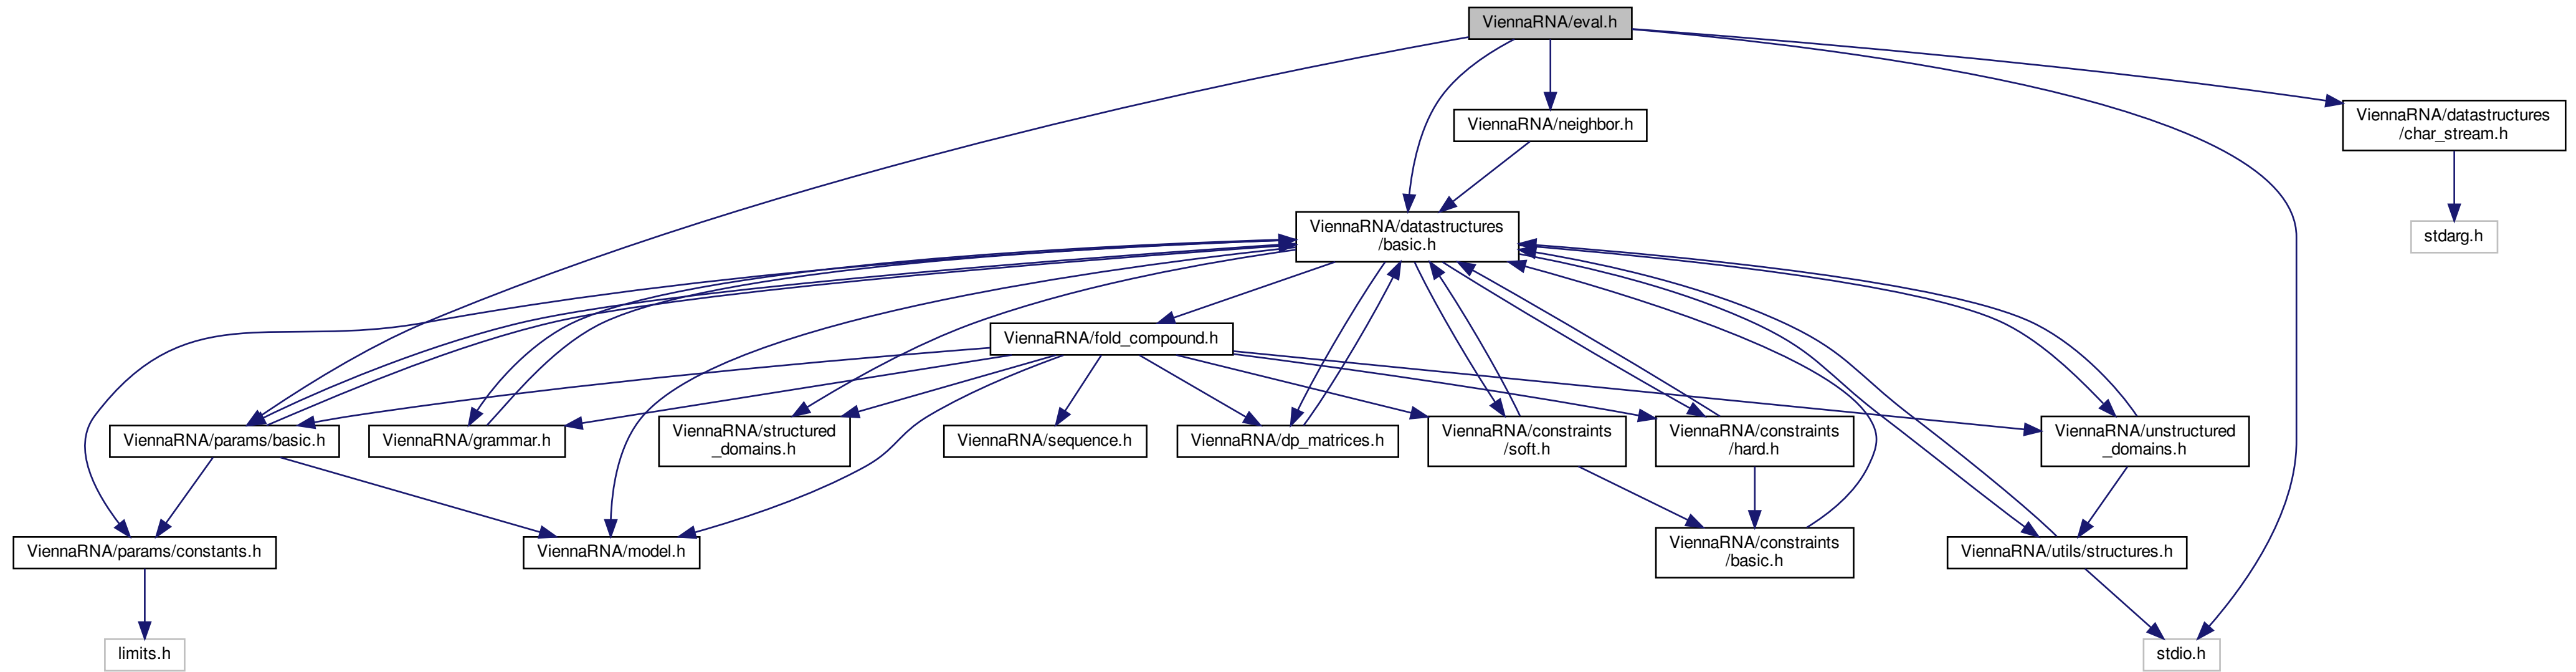 ViennaRNA/eval.h
ViennaRNA/neighbor.h
ViennaRNA/datastructures
/char_stream.h
ViennaRNA/datastructures
/basic.h
stdarg.h
ViennaRNA/fold_compound.h
ViennaRNA/params/basic.h
ViennaRNA/grammar.h
ViennaRNA/structured
_domains.h
ViennaRNA/sequence.h
ViennaRNA/dp_matrices.h
ViennaRNA/constraints
/soft.h
ViennaRNA/constraints
/hard.h
ViennaRNA/unstructured
_domains.h
ViennaRNA/params/constants.h
ViennaRNA/model.h
ViennaRNA/constraints
/basic.h
ViennaRNA/utils/structures.h
limits.h
stdio.h